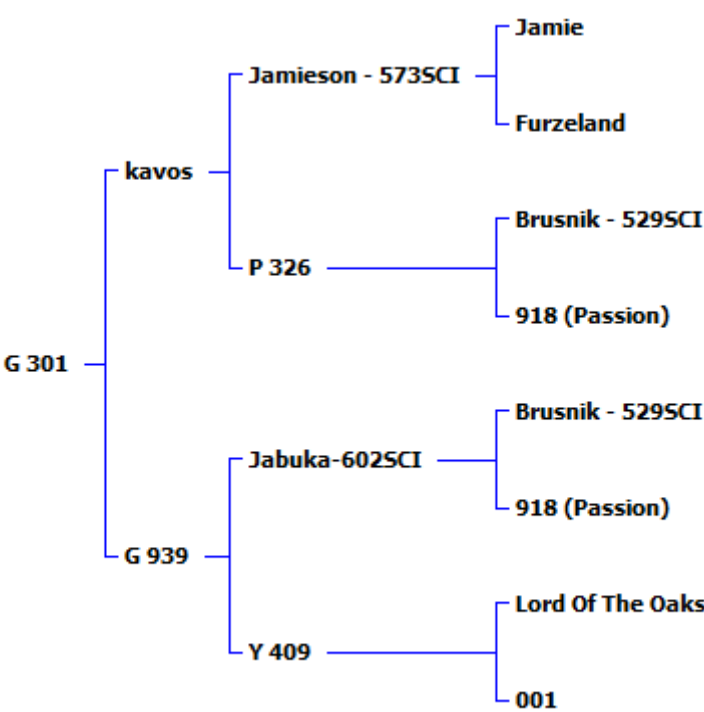 Jamie
Jamieson - 573SCI
Furzeland
kavos
Brusnik - 529SCI
P 326
918 (Passion)
G 301
Brusnik - 529SCI
Jabuka-602SCI
918 (Passion)
G 939
Lord Of The Oaks
Y 409
001